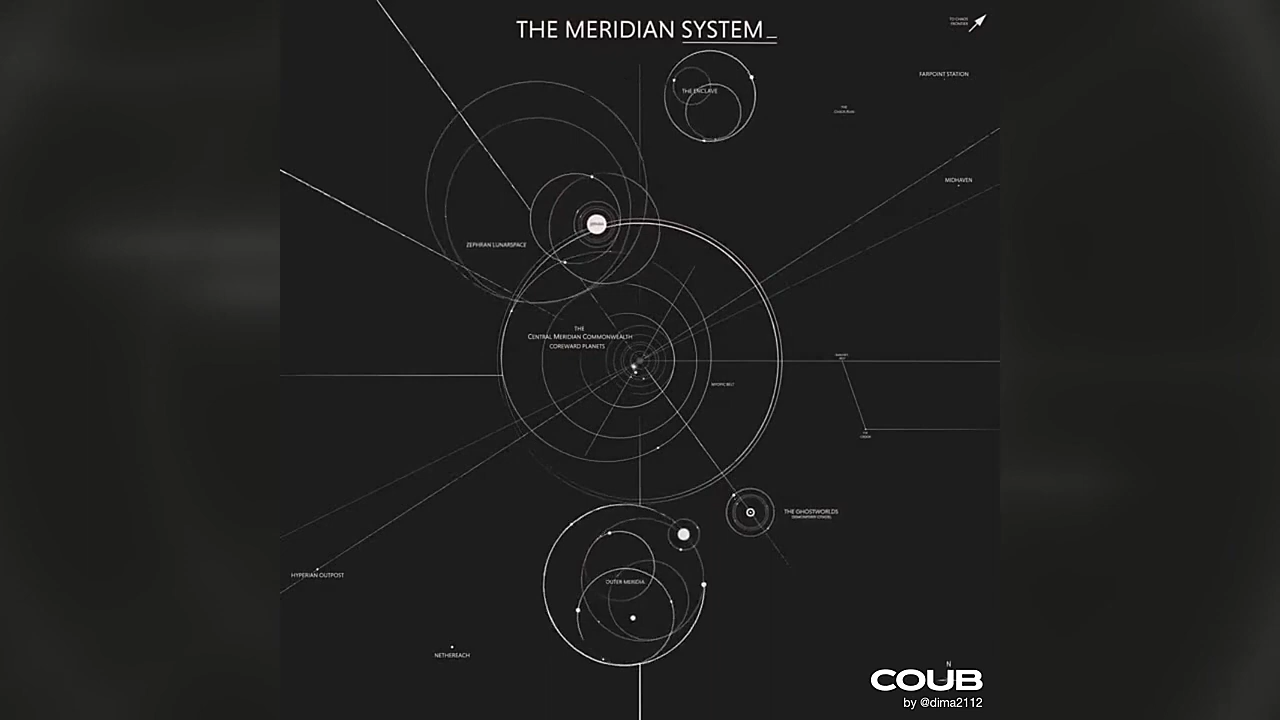 THE MERIDIAN SYSTEM_
TO CHAOS
FRONTIER
FARPOINT STATION
THE ENCLAVE
THE
MIDHAVEN
ZEPHRAN LUNARSPACE
THE
CENTRAL MERIDIAN COMMONWEALTH
COREWARD PLANETS
THE GHOSTWORLDS
HYPERIAN OUTPOST
OUTER MERIDIA
NETHEREACH
N
COUB
by @dima2112